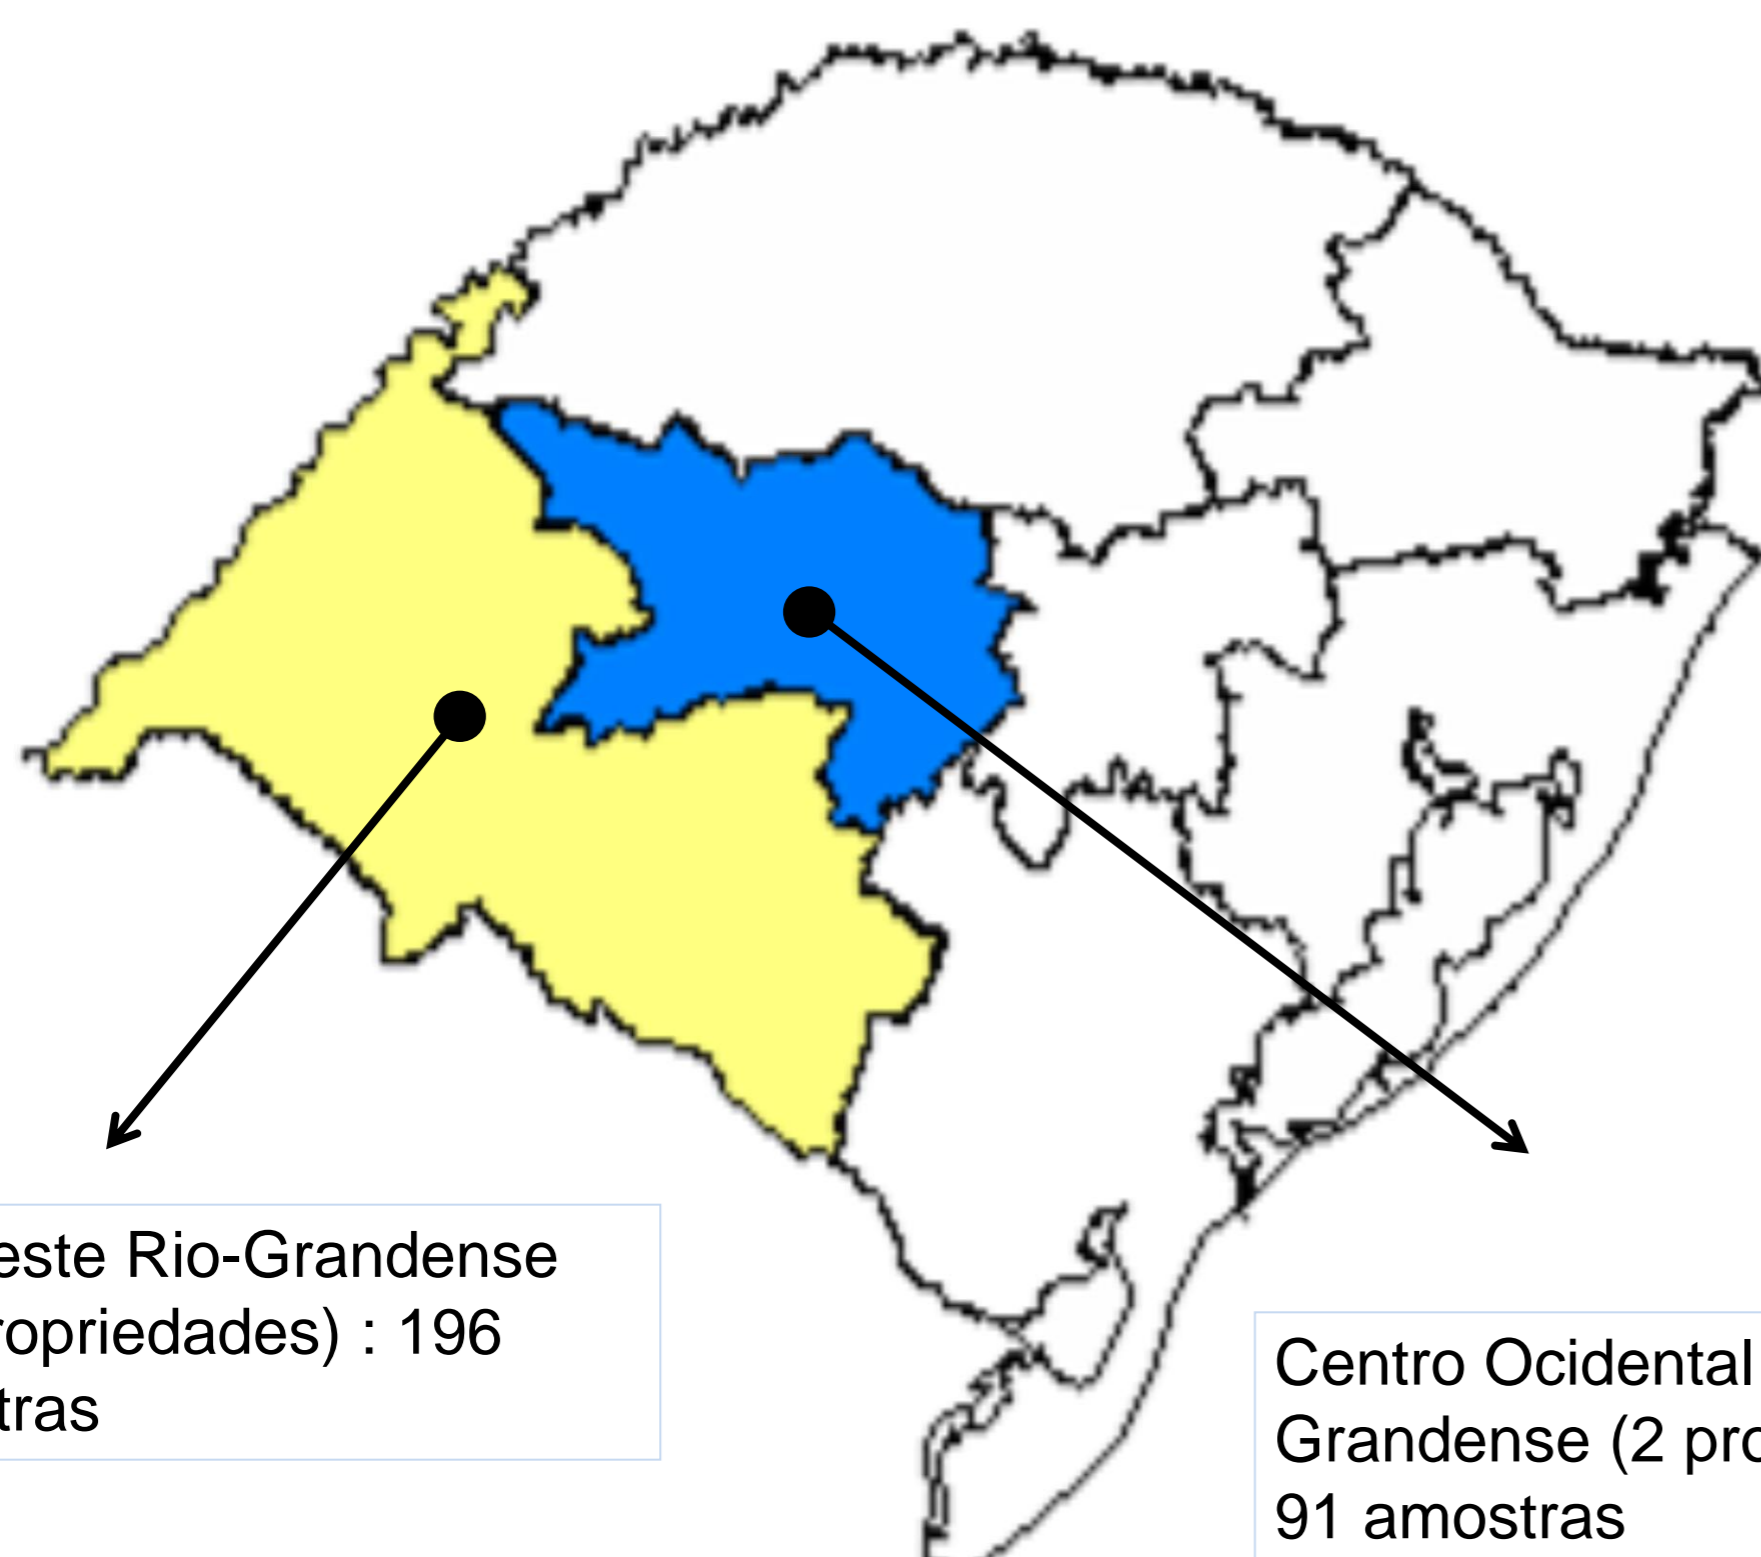 este Rio-Grandense
ropriedades) : 196
tras
Centro Ocidental
Grandense (2 pro
91 amostras